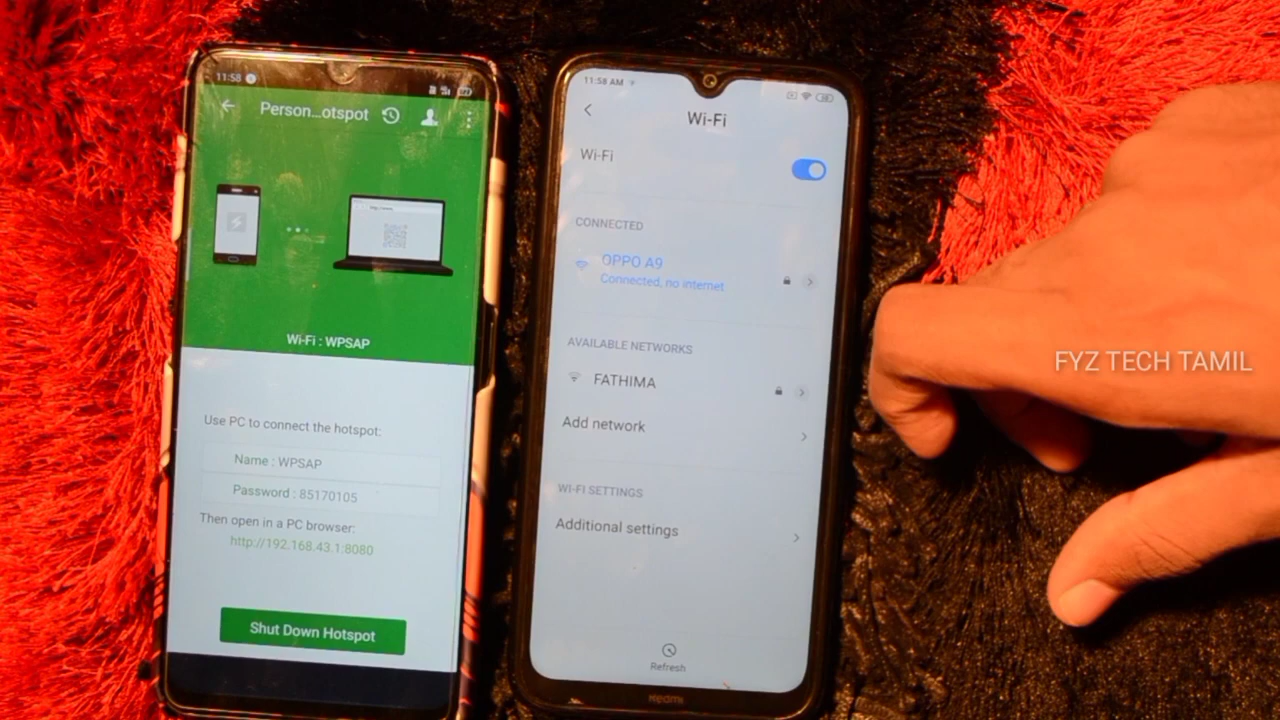 11:58
Person...otspot
Wi-Fi : WPSAP
Use PC to connect the hotspot:
Name : WPSAP
Password : 85170105
Then open in a PC browser:
http://192.168.43.1:8080
Shut Down Hotspot
11:58 AM
Wi-Fi
Wi-Fi
CONNECTED
OPPO A9
Connected, no internet
AVAILABLE NETWORKS
FATHIMA
Add network
WI-FI SETTINGS
Additional settings
Refresh
Redmi
FYZ TECH TAMIL